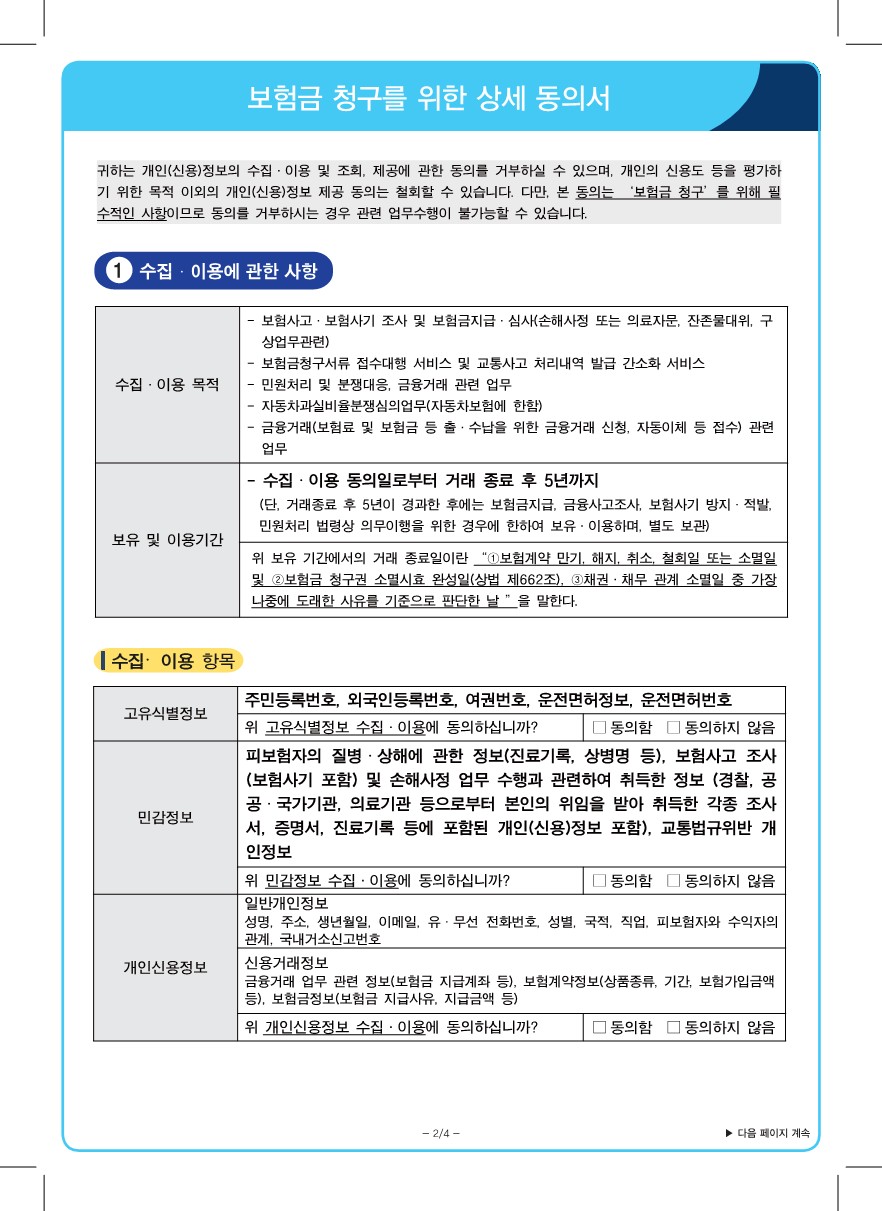 보험금 청구를 위한 상세 동의서
귀하는 개인(신용)정보의 수집·이용 및 조회, 제공에 관한 동의를 거부하실 수 있으며, 개인의 신용도 등을 평가하
기 위한 목적 이외의 개인(신용)정보 제공 동의는 철회할 수 있습니다. 다만, 본 동의는 ‘보험금 청구’를 위해 필
수적인 사항이므로 동의를 거부하시는 경우 관련 업무수행이 불가능할 수 있습니다.
1 수집·이용에 관한 사항
수집·이용 목적
- 보험사고·보험사기 조사 및 보험금지급·심사(손해사정 또는 의료자문, 잔존물대위, 구
상업무관련)
- 보험금청구서류 접수대행 서비스 및 교통사고 처리내역 발급 간소화 서비스
- 민원처리 및 분쟁대응, 금융거래 관련 업무
- 자동차과실비율분쟁심의업무(자동차보험에 한함)
- 금융거래(보험료 및 보험금 등 출·수납을 위한 금융거래 신청, 자동이체 등 접수) 관련
업무
보유 및 이용기간
- 수집·이용 동의일로부터 거래 종료 후 5년까지
(단, 거래종료 후 5년이 경과한 후에는 보험금지급, 금융사고조사, 보험사기 방지·적발,
민원처리 법령상 의무이행을 위한 경우에 한하여 보유·이용하며, 별도 보관)
위 보유 기간에서의 거래 종료일이란 “①보험계약 만기, 해지, 취소, 철회일 또는 소멸일
및 ②보험금 청구권 소멸시효 완성일(상법 제662조), ③채권·채무 관계 소멸일 중 가장
나중에 도래한 사유를 기준으로 판단한 날 ”을 말한다.
수집· 이용 항목
고유식별정보
주민등록번호, 외국인등록번호, 여권번호, 운전면허정보, 운전면허번호
위 고유식별정보 수집·이용에 동의하십니까? □ 동의함 □ 동의하지 않음
민감정보
피보험자의 질병·상해에 관한 정보(진료기록, 상병명 등), 보험사고 조사
(보험사기 포함) 및 손해사정 업무 수행과 관련하여 취득한 정보 (경찰, 공
공·국가기관, 의료기관 등으로부터 본인의 위임을 받아 취득한 각종 조사
서, 증명서, 진료기록 등에 포함된 개인(신용)정보 포함), 교통법규위반 개
인정보
위 민감정보 수집·이용에 동의하십니까? □ 동의함 □ 동의하지 않음
개인신용정보
일반개인정보
성명, 주소, 생년월일, 이메일, 유·무선 전화번호, 성별, 국적, 직업, 피보험자와 수익자의
관계, 국내거소신고번호
신용거래정보
금융거래 업무 관련 정보(보험금 지급계좌 등), 보험계약정보(상품종류, 기간, 보험가입금액
등), 보험금정보(보험금 지급사유, 지급금액 등)
위 개인신용정보 수집·이용에 동의하십니까? □ 동의함 □ 동의하지 않음
- 2/4 -
▶ 다음 페이지 계속